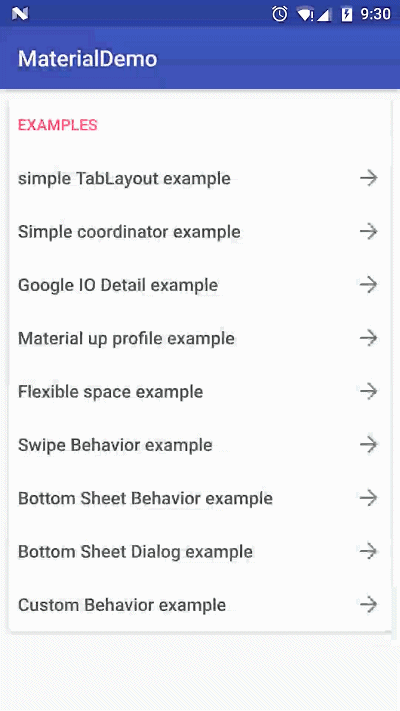 9:30
MaterialDemo
EXAMPLES
simple TabLayout example
Simple coordinator example
Google IO Detail example
Material up profile example
Flexible space example
Swipe Behavior example
Bottom Sheet Behavior example
Bottom Sheet Dialog example
Custom Behavior example